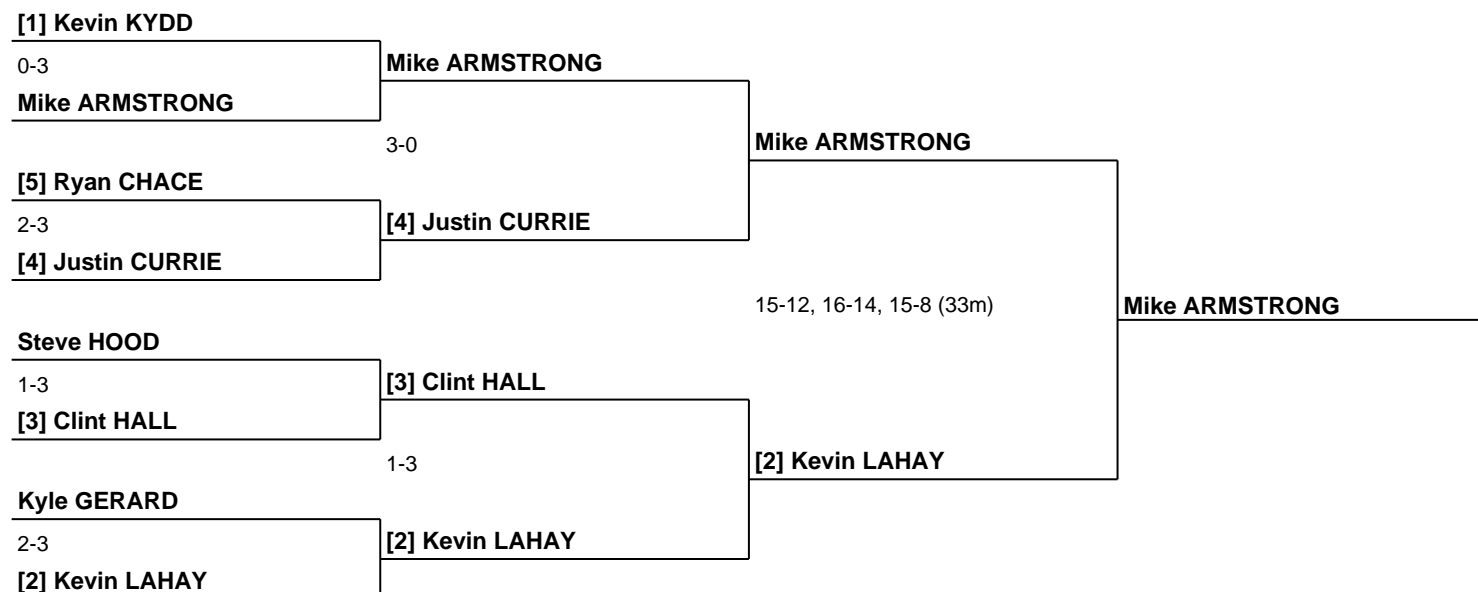 [1] Kevin KYDD
0-3
Mike ARMSTRONG
Mike ARMSTRONG
3-0
Mike ARMSTRONG
[5] Ryan CHACE
2-3
[4] Justin CURRIE
[4] Justin CURRIE
15-12, 16-14, 15-8 (33m)
Mike ARMSTRONG
Steve HOOD
1-3
[3] Clint HALL
[3] Clint HALL
1-3
[2] Kevin LAHAY
Kyle GERARD
2-3
[2] Kevin LAHAY
[2] Kevin LAHAY